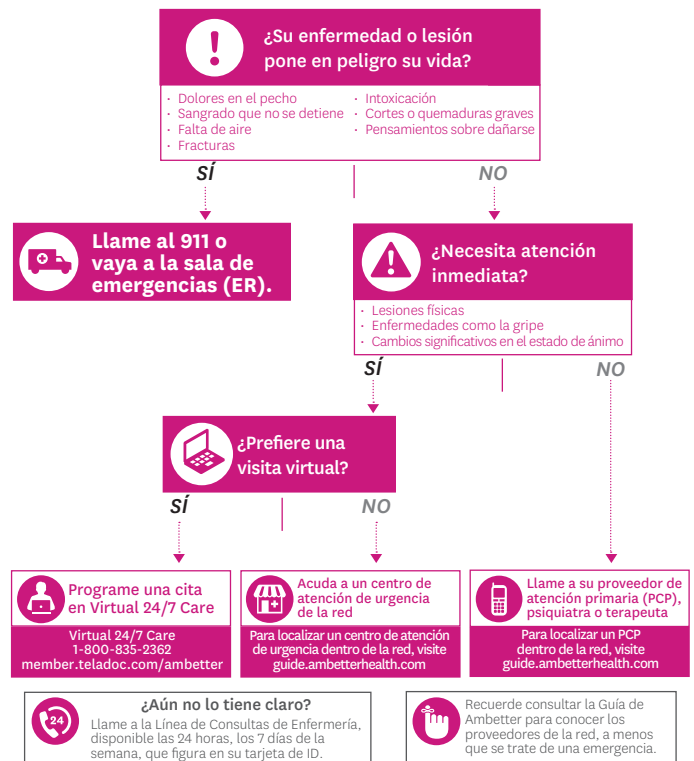 ¿Su enfermedad o lesión
pone en peligro su vida?
· Dolores en el pecho
· Sangrado que no se detiene
· Falta de aire
· Fracturas
· Intoxicación
· Cortes o quemaduras graves
· Pensamientos sobre dañarse
SÍ
NO
Llame al 911 o
vaya a la sala de
emergencias (ER).
¿Necesita atención
inmediata?
· Lesiones físicas
· Enfermedades como la gripe
· Cambios significativos en el estado de ánimo
SÍ
NO
¿Prefiere una
visita virtual?
SÍ
NO
Programe una cita
en Virtual 24/7 Care
Virtual 24/7 Care
1-800-835-2362
member.teladoc.com/ambetter
Acuda a un centro de
atención de urgencia
de la red
Para localizar un centro de atención
de urgencia dentro de la red, visite
guide.ambetterhealth.com
Llame a su proveedor de
atención primaria (PCP),
psiquiatra o terapeuta
Para localizar un PCP
dentro de la red, visite
guide.ambetterhealth.com
24
¿Aún no lo tiene claro?
Llame a la Línea de Consultas de Enfermería,
disponible las 24 horas, los 7 días de la
semana, que figura en su tarjeta de ID.
Recuerde consultar la Guía de
Ambetter para conocer los
proveedores de la red, a menos
que se trate de una emergencia.